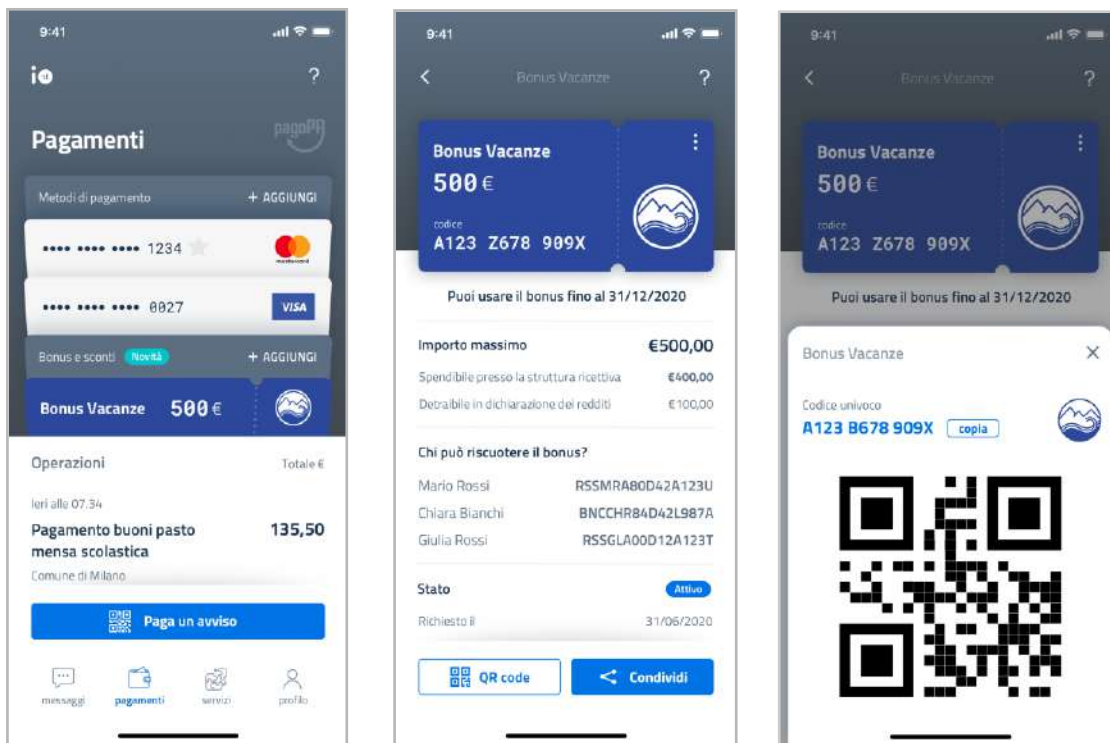 9:41
io
?
Pagamenti
pagoPA
Metodi di pagamento
+ AGGIUNGI
•••• •••• •••• 1234
mastercard
•••• •••• •••• 0027
VISA
Bonus e sconti
Novità
+ AGGIUNGI
Bonus Vacanze 500 €
Operazioni
Totale €
Ieri alle 07.34
Pagamento buoni pasto
mensa scolastica
135,50
Comune di Milano
Paga un avviso
messaggi
pagamenti
servizi
profilo
9:41
Bonus Vacanze
?
Bonus Vacanze
500 €
codice
A123 Z678 909X
Puoi usare il bonus fino al 31/12/2020
Importo massimo €500,00
Spendibile presso la struttura ricettiva €400,00
Detraibile in dichiarazione dei redditi €100,00
Chi può riscuotere il bonus?
Mario Rossi RSSMRA80D42A123U
Chiara Bianchi BNCCHR84D42L987A
Giulia Rossi RSSGLA00D12A123T
Stato Attivo
Richiesto il 31/06/2020
QR code
Condividi
9:41
Bonus Vacanze
?
Bonus Vacanze
500 €
codice
A123 Z678 909X
Puoi usare il bonus fino al 31/12/2020
Bonus Vacanze
Codice univoco
A123 B678 909X
copia